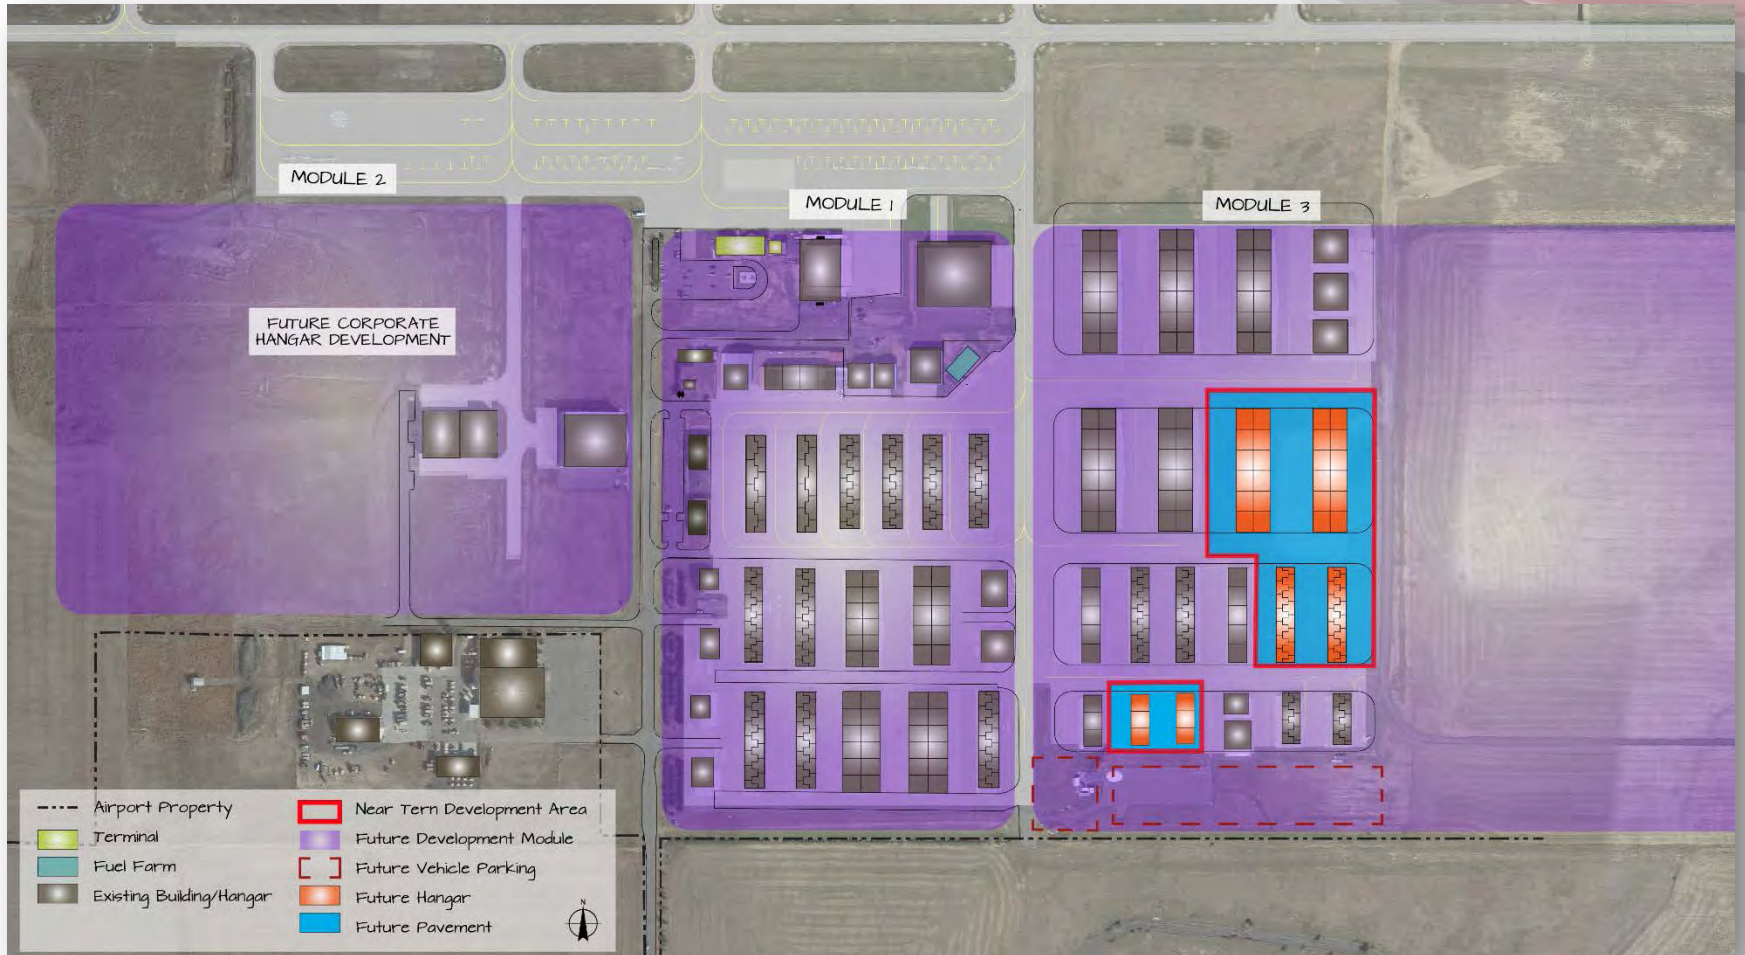 MODULE 2
MODULE 1
MODULE 3
FUTURE CORPORATE
HANGAR DEVELOPMENT
Airport Property
Terminal
Fuel Farm
Existing Building/Hangar
Near Tern Development Area
Future Development Module
Future Vehicle Parking
Future Hangar
Future Pavement
N